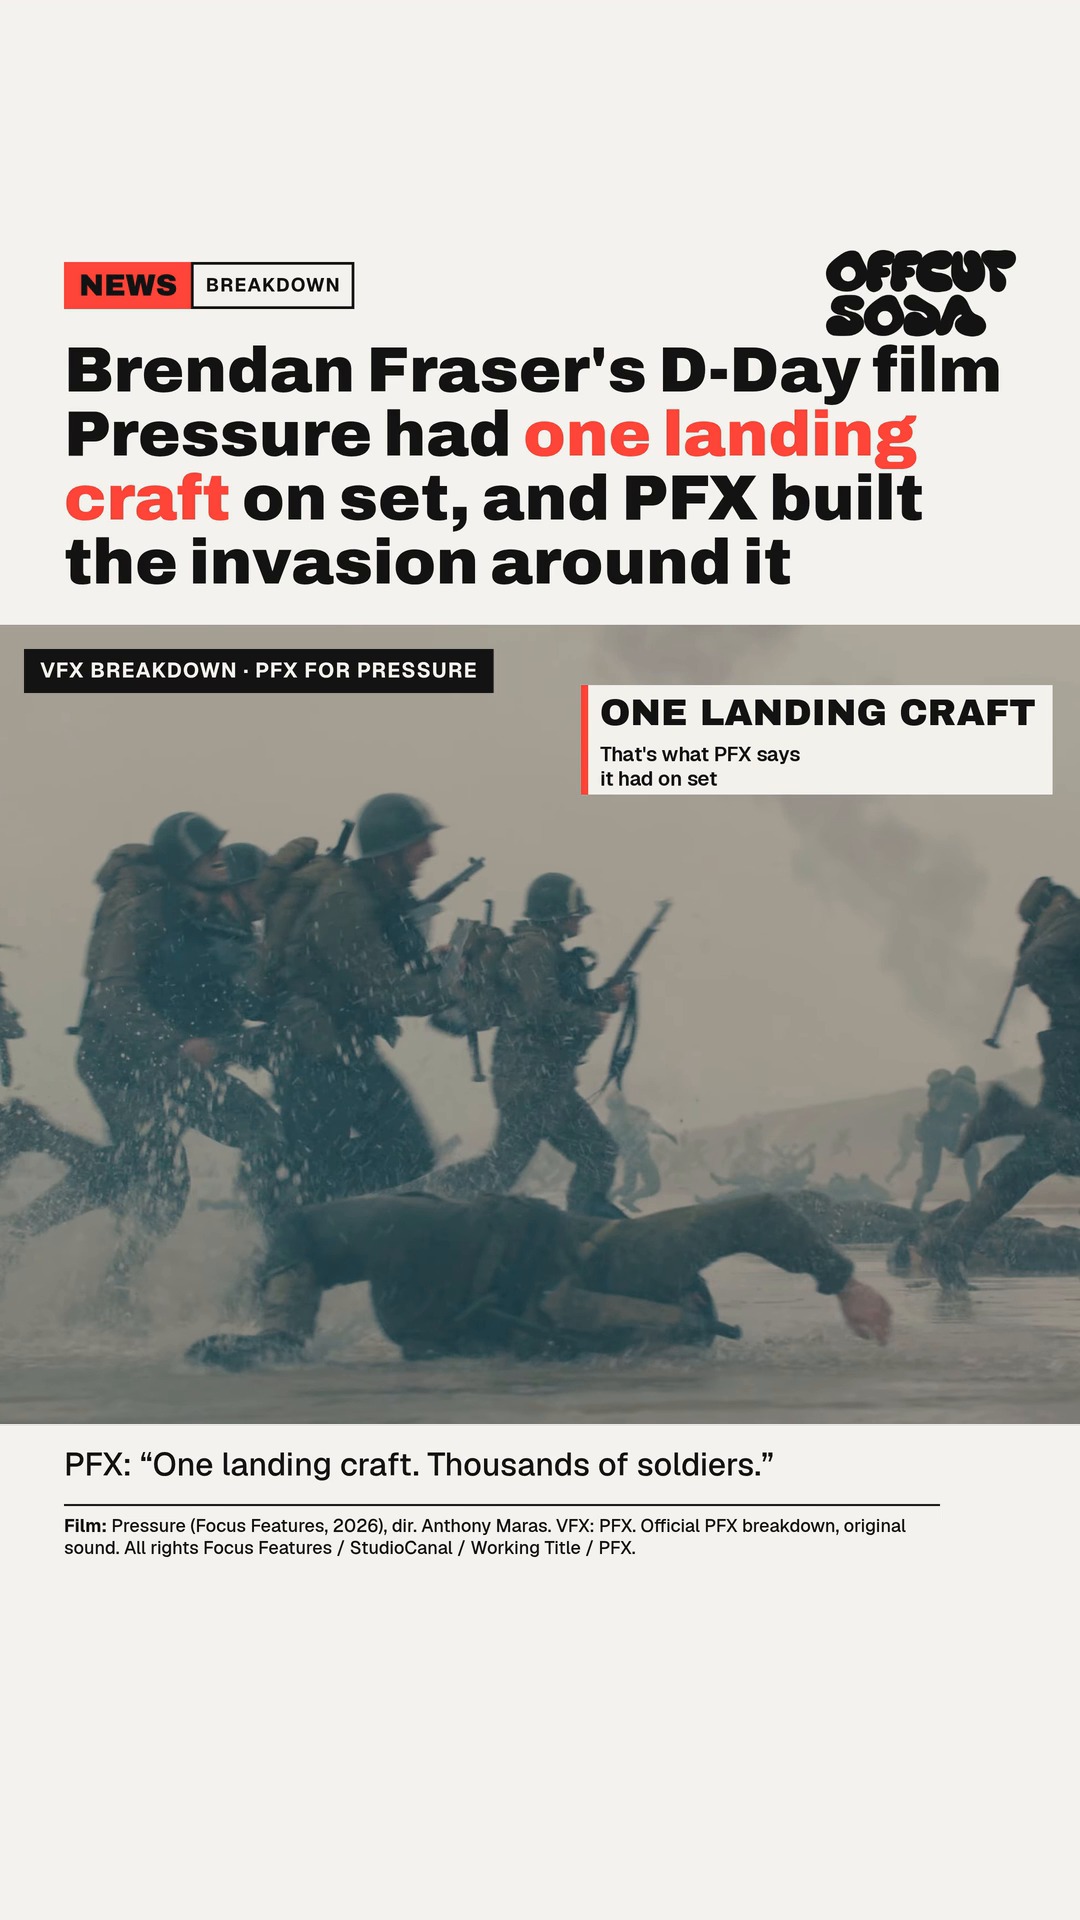 NEWS BREAKDOWN
OFFCUT
SODA
Brendan Fraser's D-Day film
Pressure had one landing
craft on set, and PFX built
the invasion around it
VFX BREAKDOWN · PFX FOR PRESSURE
ONE LANDING CRAFT
That's what PFX says
it had on set
PFX: “One landing craft. Thousands of soldiers.”
Film: Pressure (Focus Features, 2026), dir. Anthony Maras. VFX: PFX. Official PFX breakdown, original
sound. All rights Focus Features / StudioCanal / Working Title / PFX.